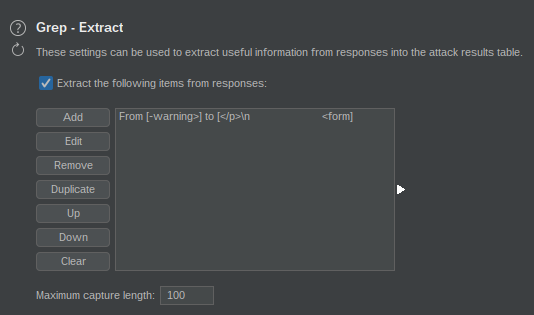 Grep - Extract
These settings can be used to extract useful information from responses into the attack results table.
Extract the following items from responses:
Add
From [-warning>] to [</p>\n                        <form]
Edit
Remove
Duplicate
Up
Down
Clear
Maximum capture length: 100